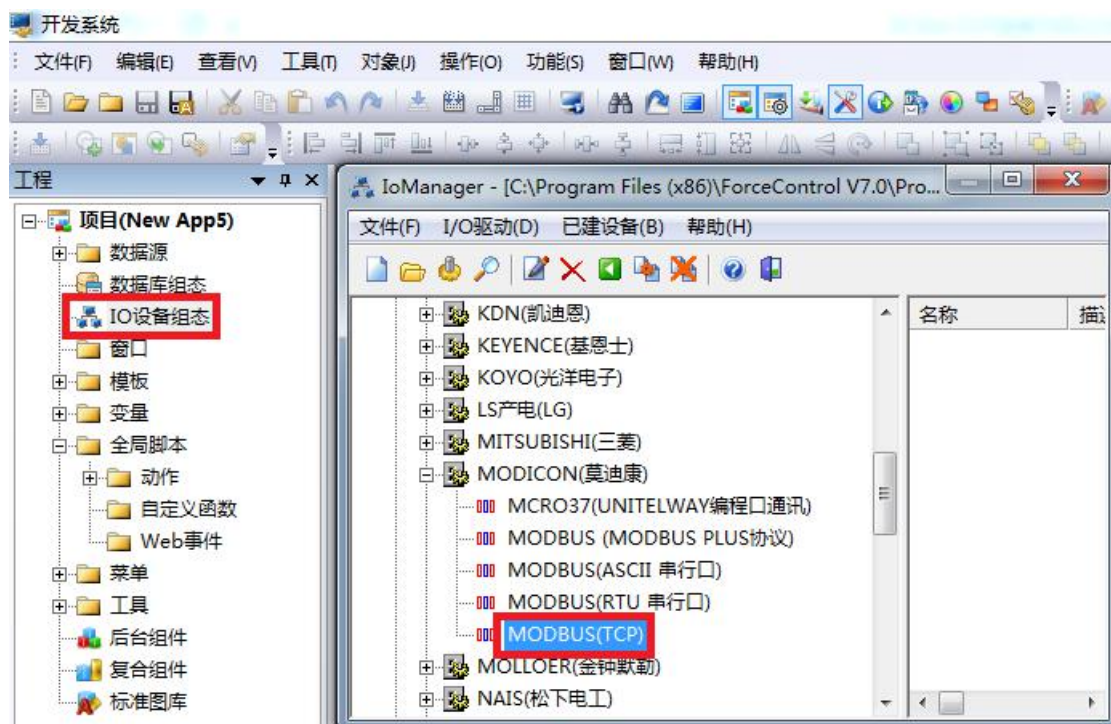 开发系统
文件(F) 编辑(E) 查看(V) 工具(T) 对象(J) 操作(O) 功能(S) 窗口(W) 帮助(H)
工程
项目(New App5)
数据源
数据库组态
IO设备组态
窗口
模板
变量
全局脚本
动作
自定义函数
Web事件
菜单
工具
后台组件
复合组件
标准图库
IoManager - [C:\Program Files (x86)\ForceControl V7.0\Pro...
文件(F) I/O驱动(D) 已建设备(B) 帮助(H)
KDN(凯迪恩)
KEYENCE(基恩士)
KOYO(光洋电子)
LS产电(LG)
MITSUBISHI(三菱)
MODICON(莫迪康)
MCRO37(UNITELWAY编程口通讯)
MODBUS (MODBUS PLUS协议)
MODBUS(ASCII 串行口)
MODBUS(RTU 串行口)
MODBUS(TCP)
MOLLOER(金钟默勒)
NAIS(松下电工)
名称